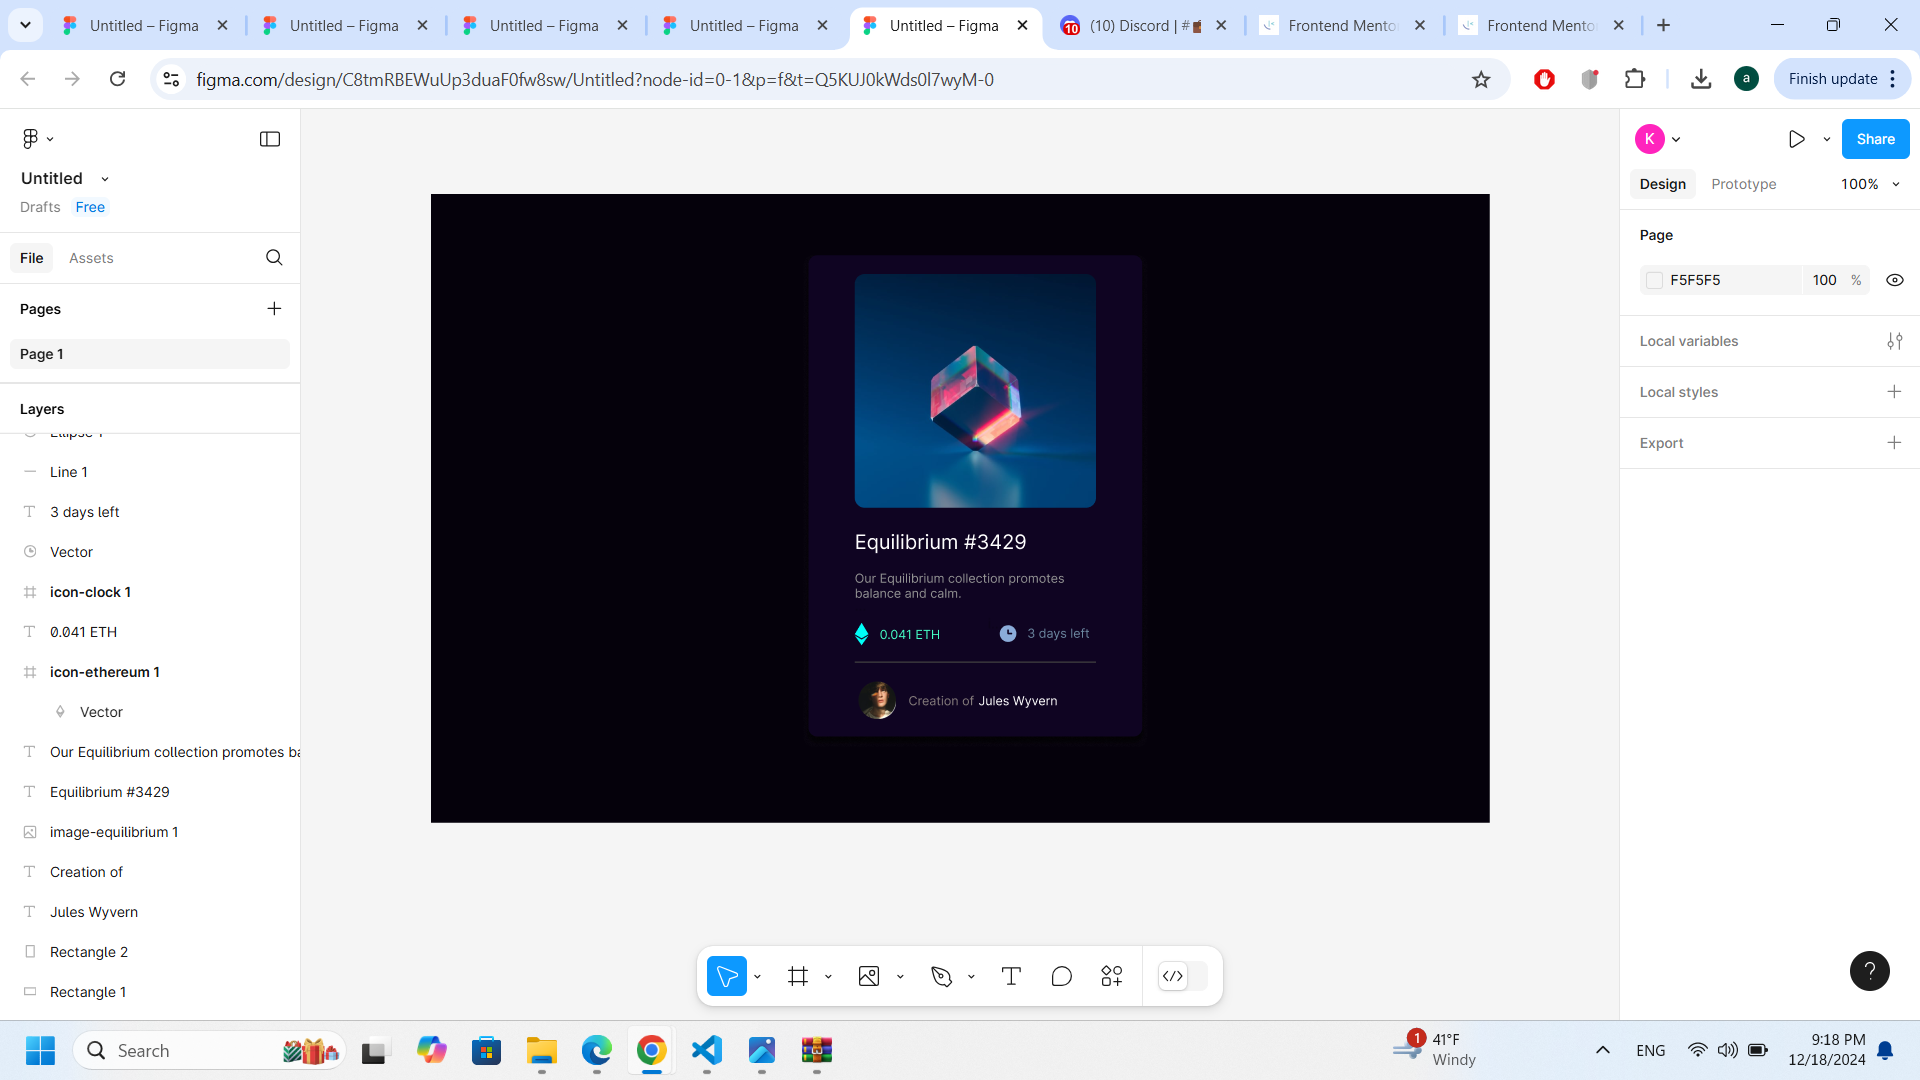 Untitled – Figma
Untitled – Figma
Untitled – Figma
Untitled – Figma
Untitled – Figma
(10) Discord | #
Frontend Mento
Frontend Mento
figma.com/design/C8tmRBEWuUp3duaF0fw8sw/Untitled?node-id=0-1&p=f&t=Q5KUJ0kWds0l7wyM-0
a
Finish update
Untitled
Drafts Free
File Assets
Pages
Page 1
Layers
Ellipse 1
Line 1
3 days left
Vector
icon-clock 1
0.041 ETH
icon-ethereum 1
Vector
Our Equilibrium collection promotes ba
Equilibrium #3429
image-equilibrium 1
Creation of
Jules Wyvern
Rectangle 2
Rectangle 1
Equilibrium #3429
Our Equilibrium collection promotes
balance and calm.
0.041 ETH
3 days left
Creation of Jules Wyvern
K
Share
Design Prototype 100%
Page
F5F5F5 100 %
Local variables
Local styles
Export
?
Search
1
41°F
Windy
ENG
9:18 PM
12/18/2024